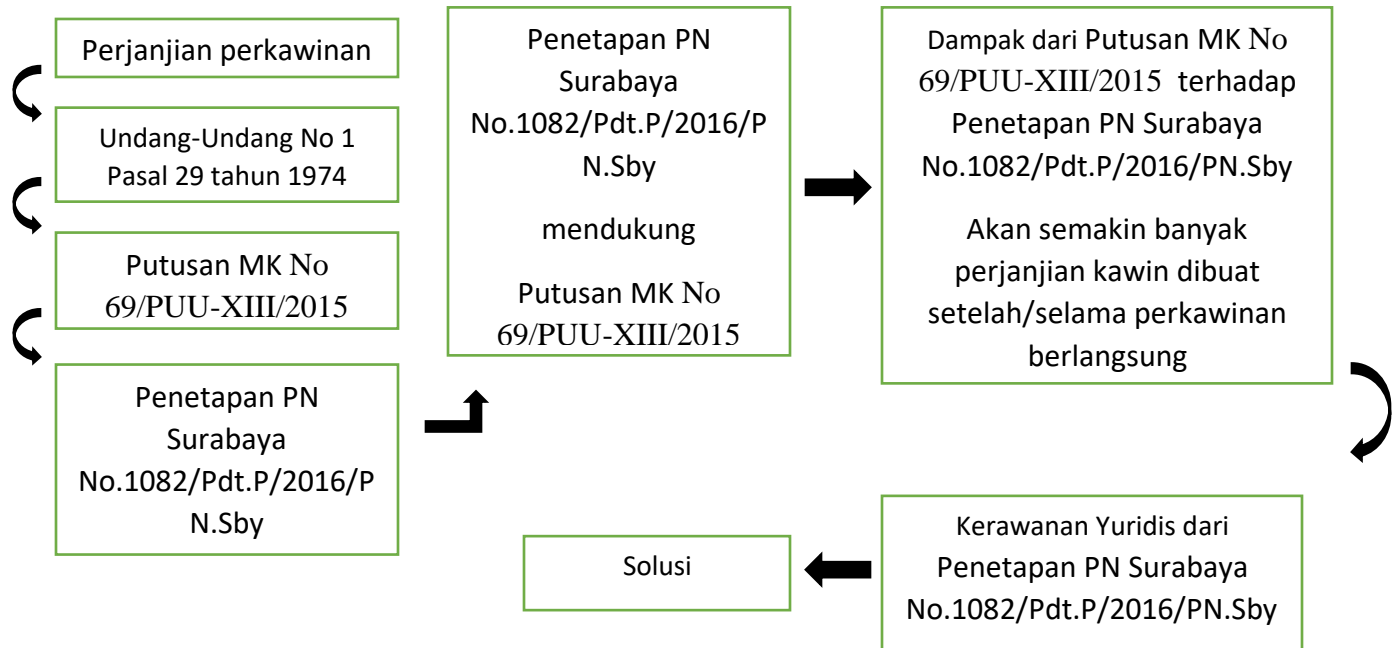 Perjanjian perkawinan
Undang-Undang No 1
Pasal 29 tahun 1974
Putusan MK No
69/PUU-XIII/2015
Penetapan PN
Surabaya
No.1082/Pdt.P/2016/P
N.Sby
Penetapan PN
Surabaya
No.1082/Pdt.P/2016/P
N.Sby
mendukung
Putusan MK No
69/PUU-XIII/2015
Dampak dari Putusan MK No
69/PUU-XIII/2015 terhadap
Penetapan PN Surabaya
No.1082/Pdt.P/2016/PN.Sby
Akan semakin banyak
perjanjian kawin dibuat
setelah/selama perkawinan
berlangsung
Kerawanan Yuridis dari
Penetapan PN Surabaya
No.1082/Pdt.P/2016/PN.Sby
Solusi